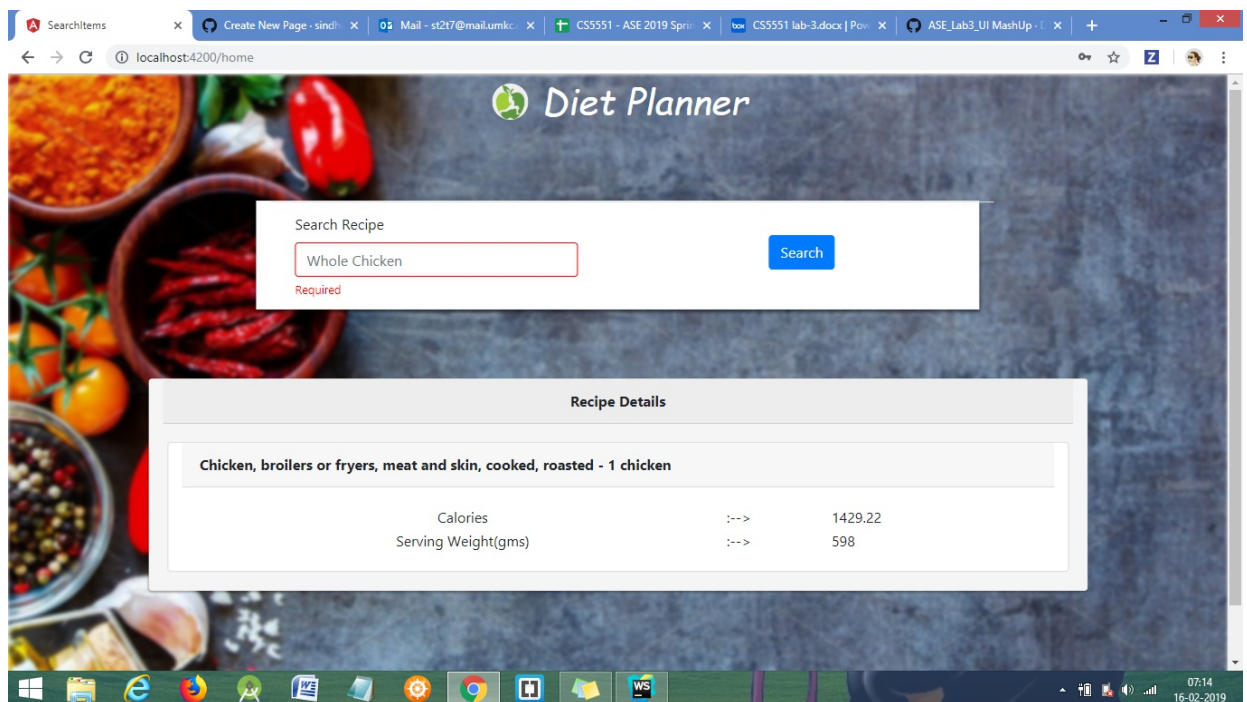 SearchItems
Create New Page · sindh
Mail - st2t7@mail.umkc.
CS5551 - ASE 2019 Sprin
CS5551 lab-3.docx | Pow
ASE_Lab3_UI MashUp · D
localhost:4200/home
Z
Diet Planner
Search Recipe
Whole Chicken
Search
Required
Recipe Details
Chicken, broilers or fryers, meat and skin, cooked, roasted - 1 chicken
Calories :--> 1429.22
Serving Weight(gms) :--> 598
WS
07:14
16-02-2019